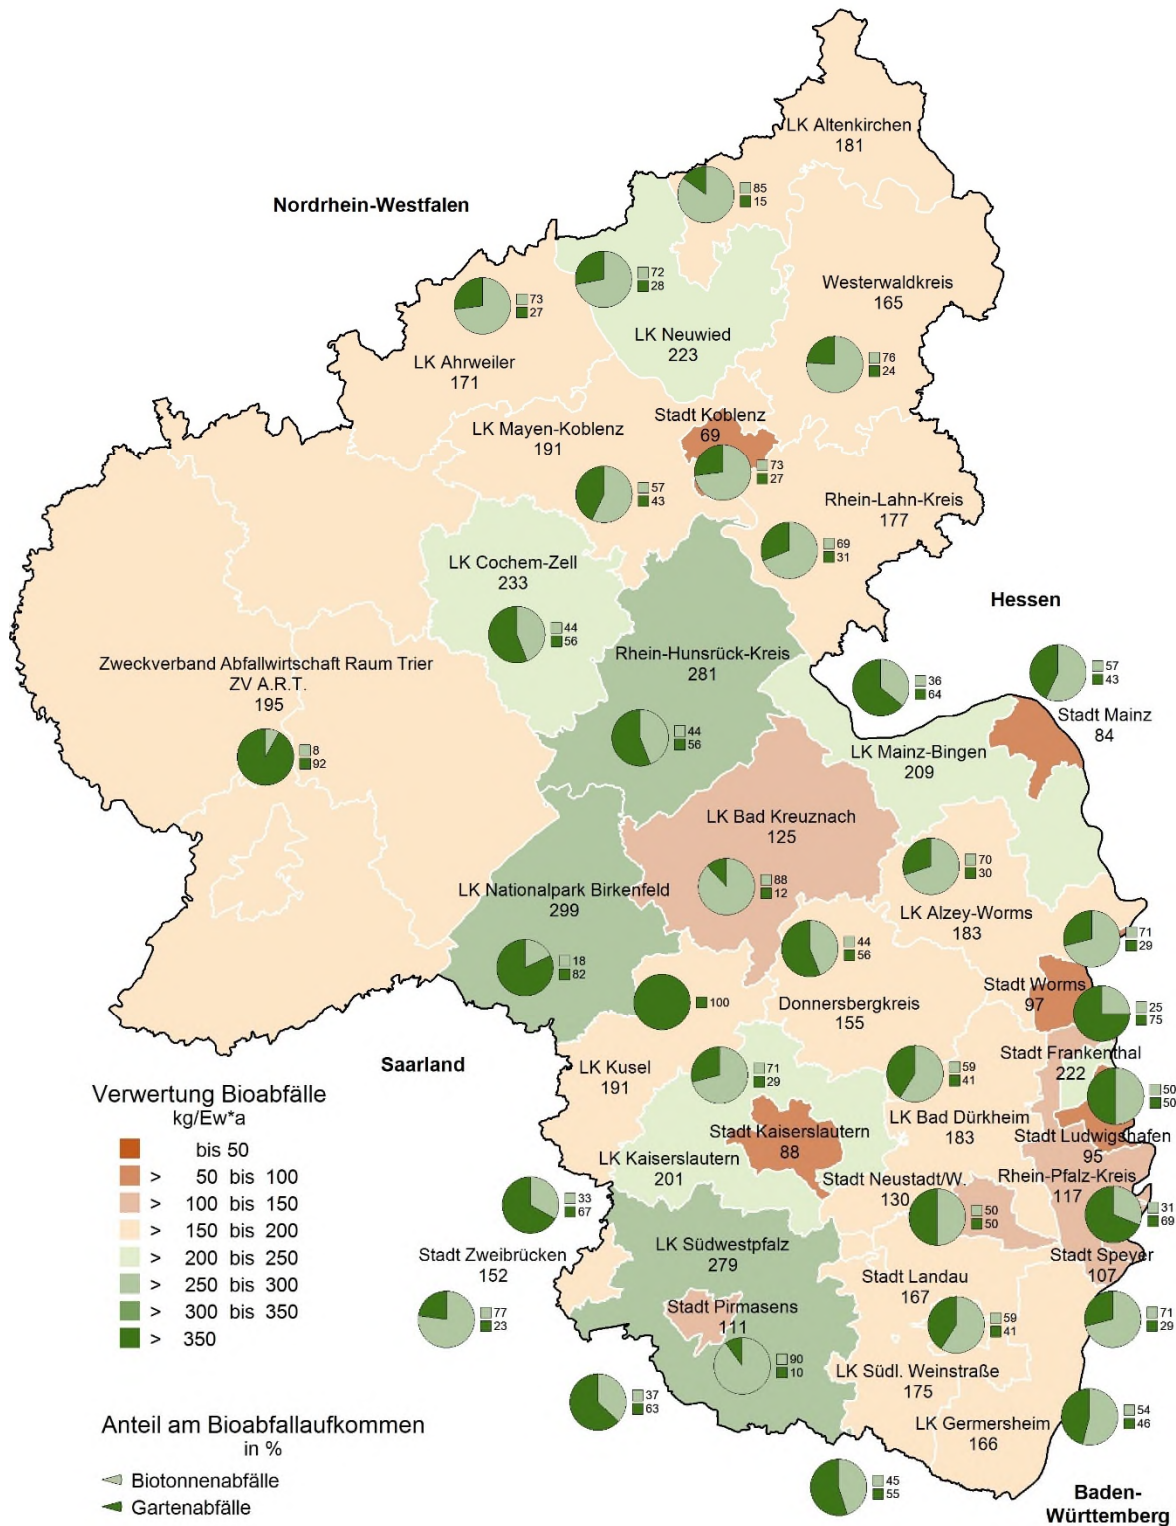 LK Altenkirchen
181
85
15
Nordrhein-Westfalen
72
28
Westerwaldkreis
165
73
27
LK Neuwied
223
LK Ahrweiler
171
76
24
Stadt Koblenz
69
LK Mayen-Koblenz
191
73
27
57
43
Rhein-Lahn-Kreis
177
69
31
LK Cochem-Zell
233
Hessen
44
56
Rhein-Hunsrück-Kreis
281
Zweckverband Abfallwirtschaft Raum Trier
ZV A.R.T.
195
36
64
57
43
Stadt Mainz
84
8
92
44
56
LK Mainz-Bingen
209
LK Bad Kreuznach
125
88
12
70
30
LK Nationalpark Birkenfeld
299
LK Alzey-Worms
183
18
82
44
56
71
29
100
Donnersbergkreis
155
Stadt Worms
97
25
75
Saarland
LK Kusel
191
71
29
59
41
Stadt Frankenthal
222
50
50
LK Bad Dürkheim
183
Stadt Kaiserslautern
88
Stadt Ludwigshafen
95
LK Kaiserslautern
201
Stadt Neustadt/W.
130
Rhein-Pfalz-Kreis
117
33
67
50
50
31
69
Stadt Zweibrücken
152
LK Südwestpfalz
279
Stadt Speyer
107
77
23
Stadt Pirmasens
111
Stadt Landau
167
59
41
71
29
90
10
LK Südl. Weinstraße
175
37
63
LK Germersheim
166
54
46
45
55
Baden-
Württemberg
Verwertung Bioabfälle
kg/Ew*a
bis 50
> 50 bis 100
> 100 bis 150
> 150 bis 200
> 200 bis 250
> 250 bis 300
> 300 bis 350
> 350
Anteil am Bioabfallaufkommen
in %
Biotonnenabfälle
Gartenabfälle